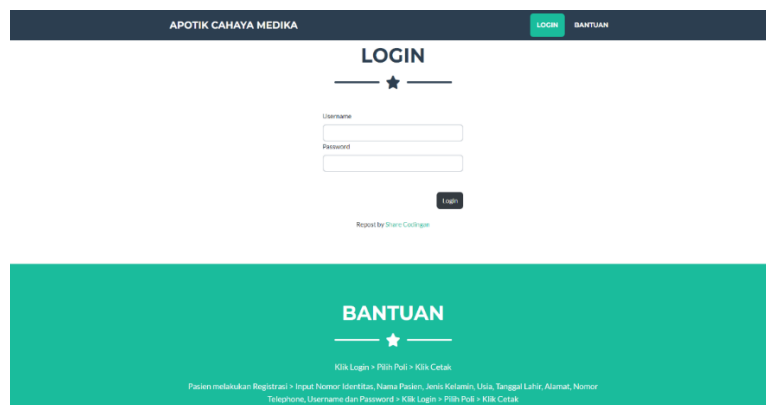 APOTIK CAHAYA MEDIKA
LOGIN
BANTUAN
LOGIN
Username
Password
Login
Repost by Share Codingan
BANTUAN
Klik Login > Pilih Poli > Klik Cetak
Pasien melakukan Registrasi > Input Nomor Identitas, Nama Pasien, Jenis Kelamin, Usia, Tanggal Lahir, Alamat, Nomor
Telephone, Username dan Password > Klik Login > Pilih Poli > Klik Cetak